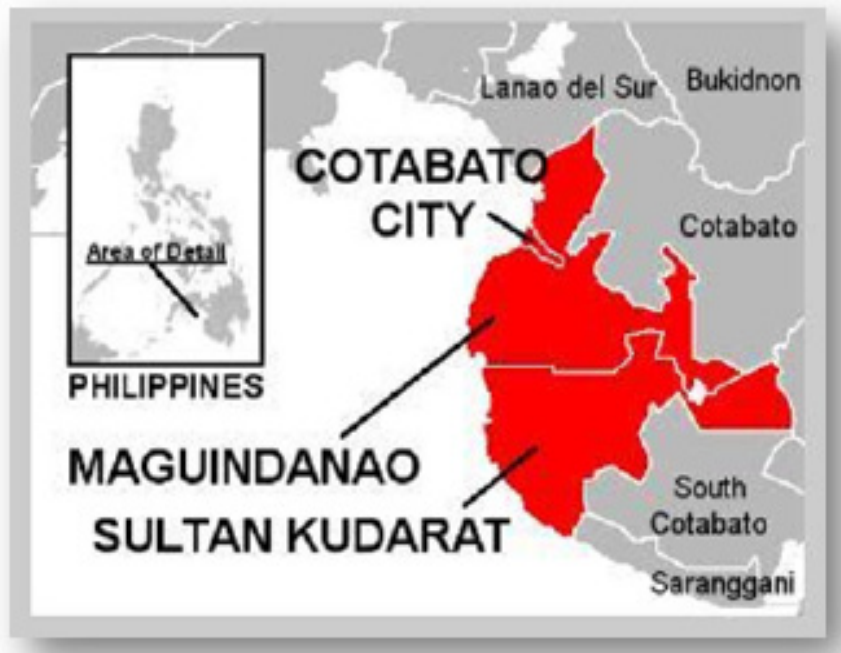 Lanao del Sur
Bukidnon
COTABATO
CITY
Cotabato
Area of Detail
PHILIPPINES
MAGUINDANAO
SULTAN KUDARAT
South
Cotabato
Saranggani